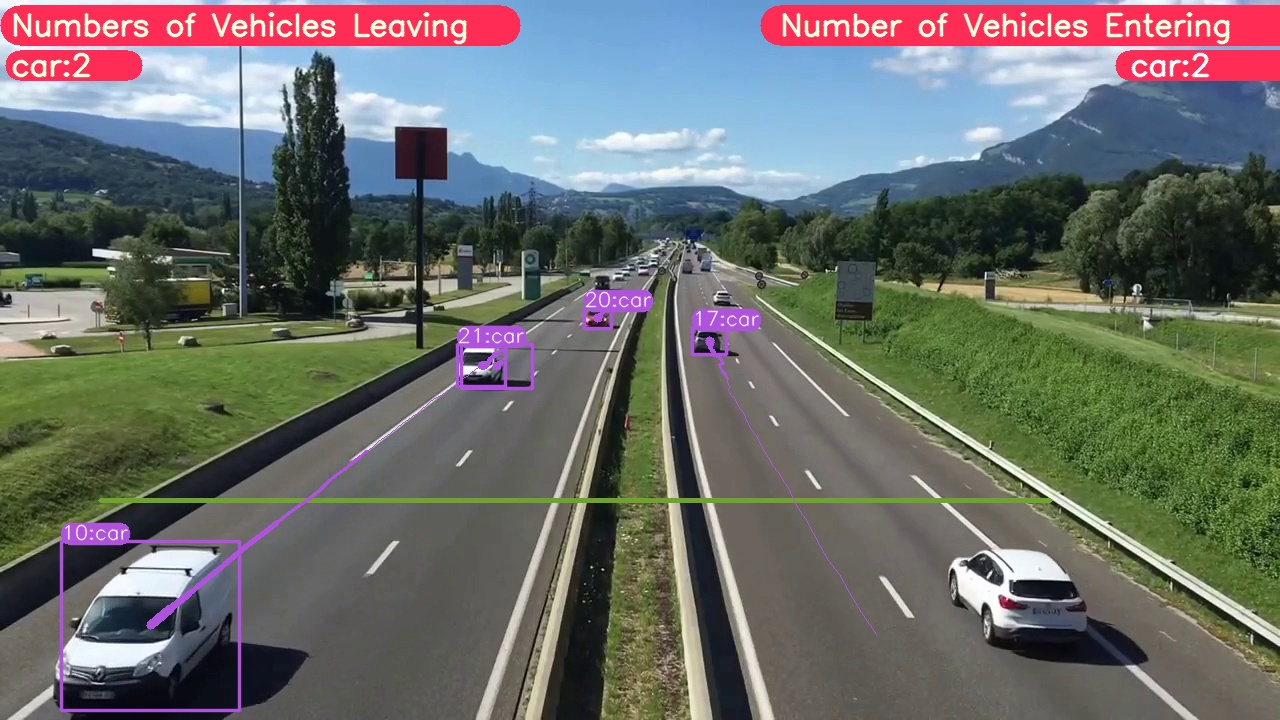 Numbers of Vehicles Leaving
Number of Vehicles Entering
car:2
car:2
20:car
17:car
21:car
10:car